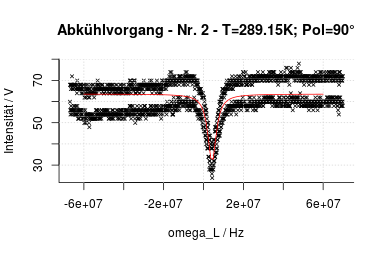 Abkühlvorgang - Nr. 2 - T=289.15K; Pol=90°
Intensität / V
70
50
30
-6e+07 -2e+07 2e+07 6e+07
omega_L / Hz